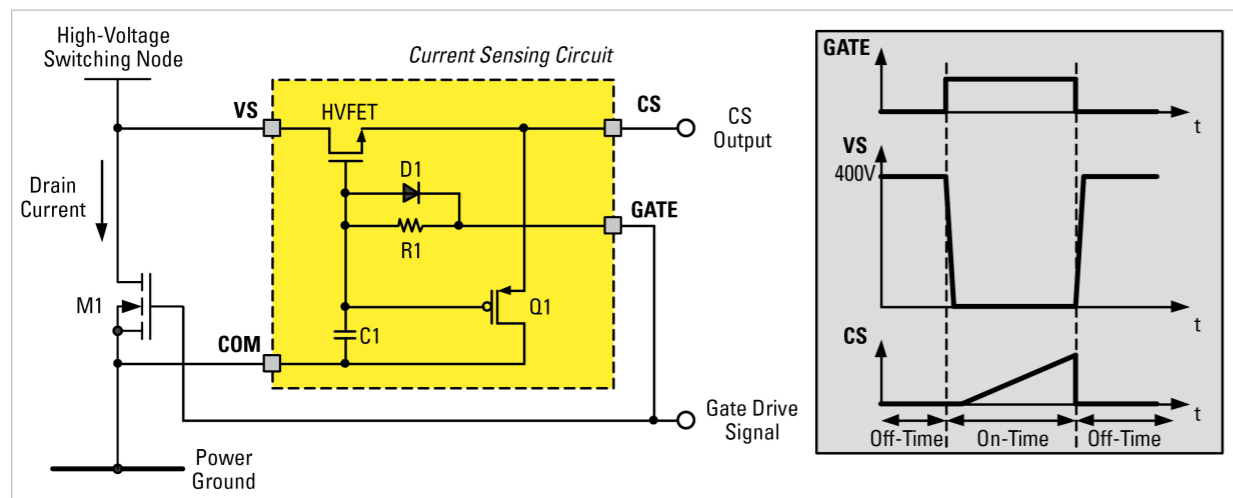 High-Voltage
Switching Node
Current Sensing Circuit
VS
HVFET
CS
CS
Output
D1
Drain
Current
GATE
R1
M1
Q1
C1
COM
Gate Drive
Signal
Power
Ground
GATE
t
VS
400V
t
CS
t
Off-Time
On-Time
Off-Time